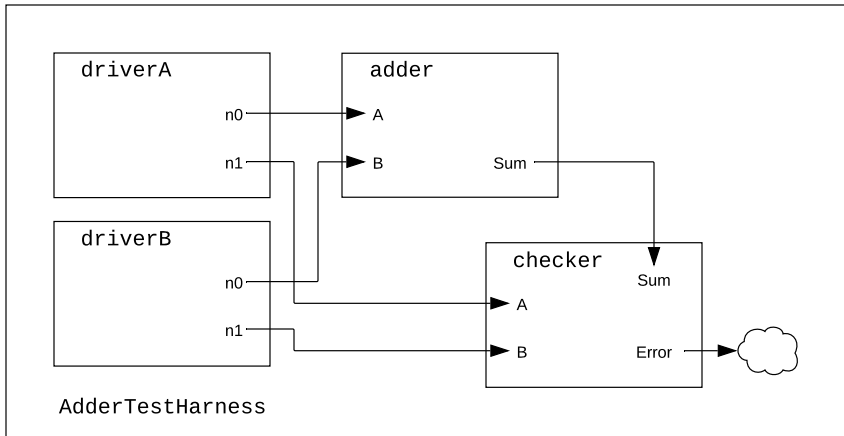 driverA
n0
n1
adder
A
B
Sum
driverB
n0
n1
checker
Sum
A
B
Error
AdderTestHarness